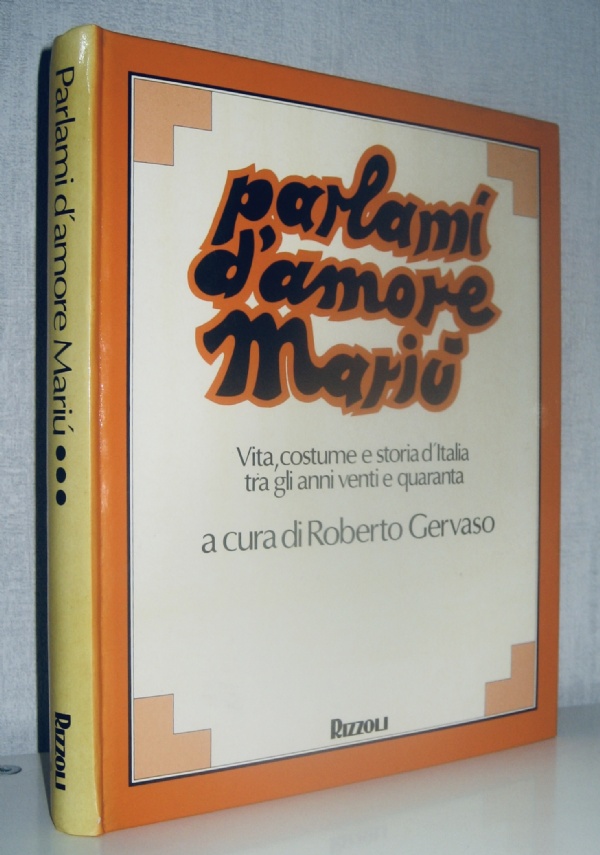 Parlami d'amore Mariú •••
RIZZOLI
parlami
d'amore
Mariú
Vita, costume e storia d'Italia
tra gli anni venti e quaranta
a cura di Roberto Gervaso
RIZZOLI